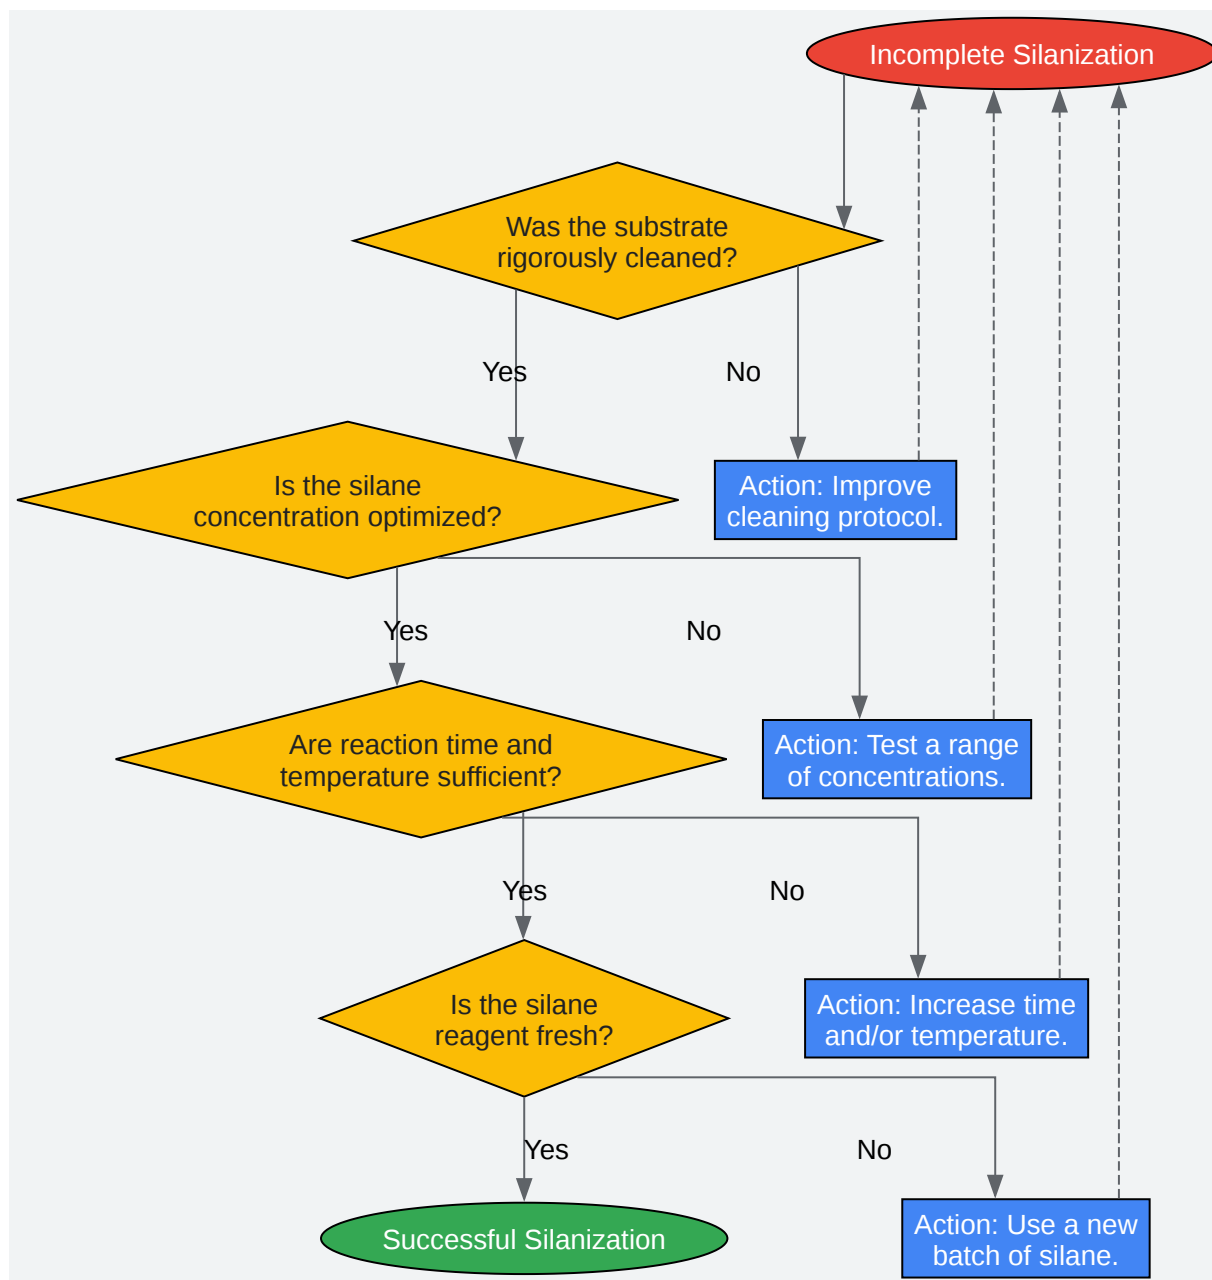 Incomplete Silanization
Was the substrate
rigorously cleaned?
Yes
No
Is the silane
concentration optimized?
Action: Improve
cleaning protocol.
Yes
No
Are reaction time and
temperature sufficient?
Action: Test a range
of concentrations.
Yes
No
Is the silane
reagent fresh?
Action: Increase time
and/or temperature.
Yes
No
Successful Silanization
Action: Use a new
batch of silane.